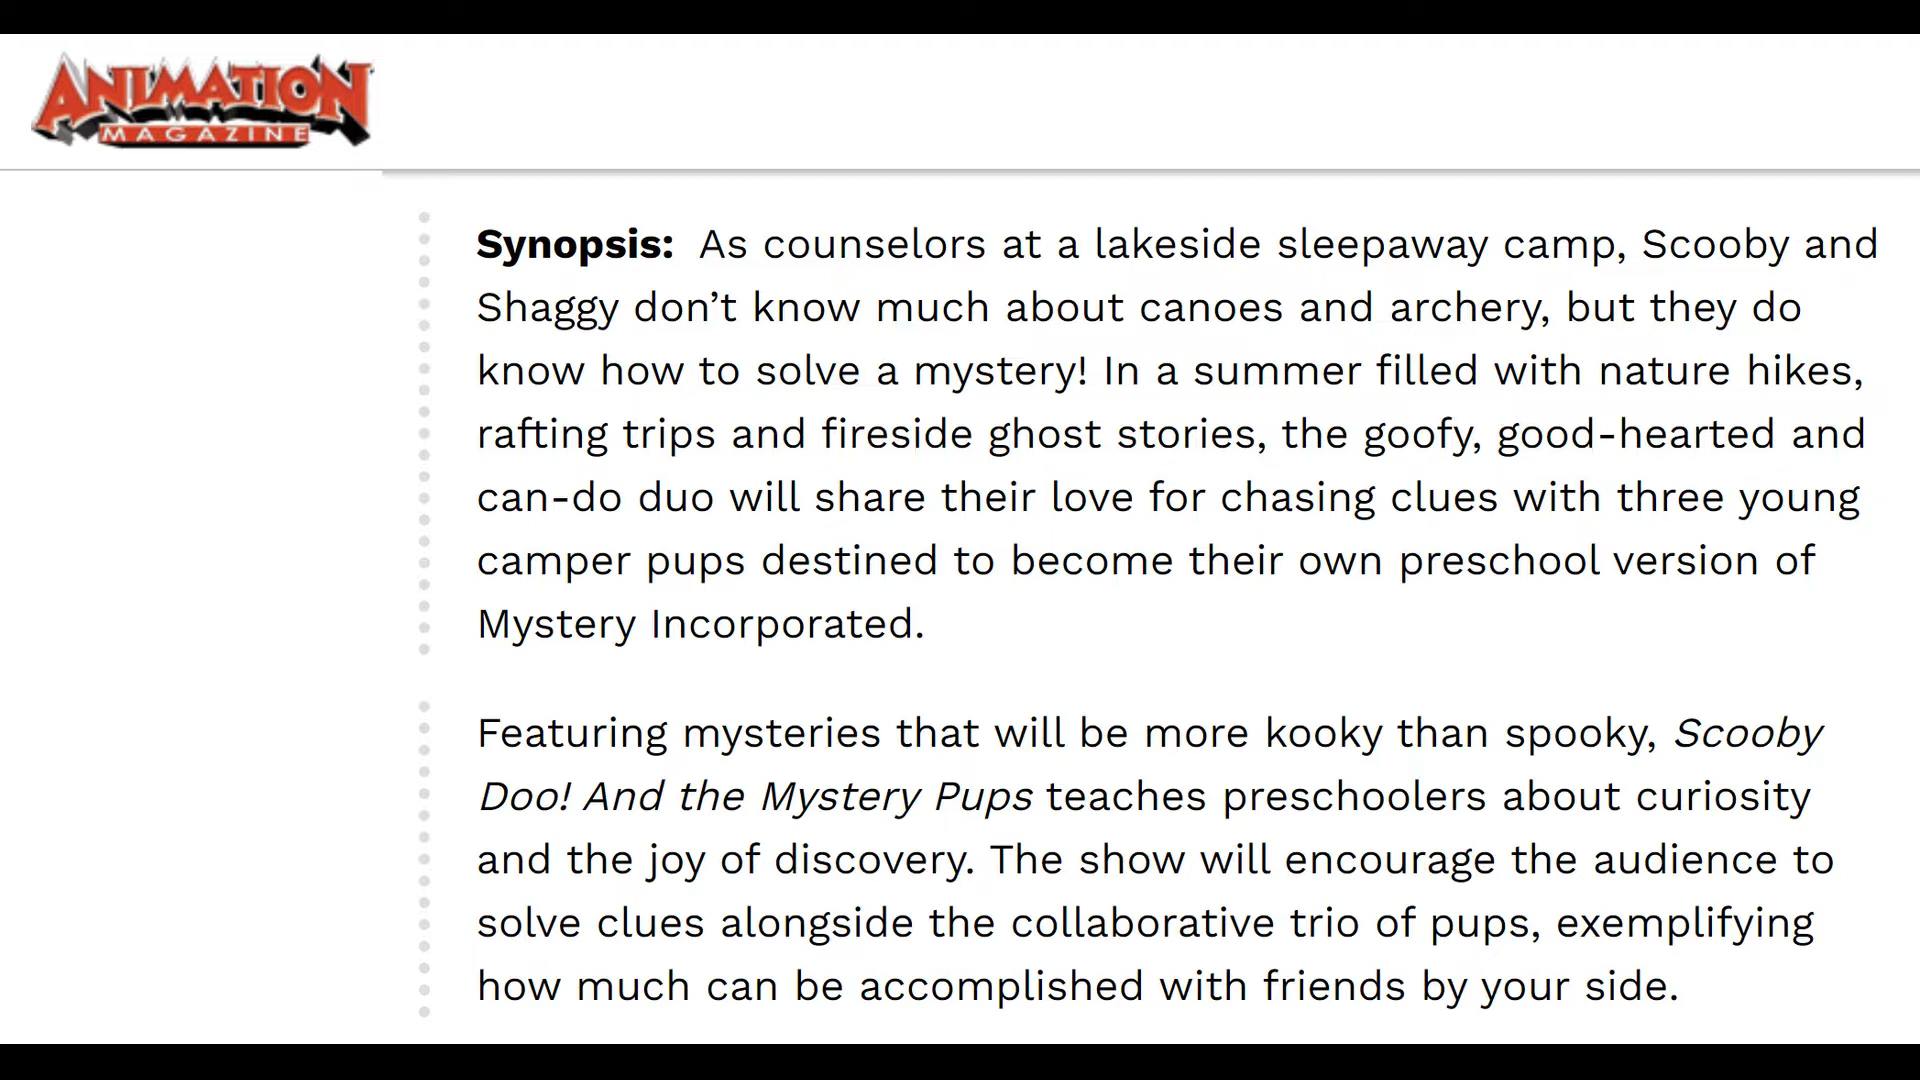 ANIMATION
MAGAZINE
Synopsis: As counselors at a lakeside sleepaway camp, Scooby and
Shaggy don’t know much about canoes and archery, but they do
know how to solve a mystery! In a summer filled with nature hikes,
rafting trips and fireside ghost stories, the goofy, good-hearted and
can-do duo will share their love for chasing clues with three young
camper pups destined to become their own preschool version of
Mystery Incorporated.
Featuring mysteries that will be more kooky than spooky, Scooby
Doo! And the Mystery Pups teaches preschoolers about curiosity
and the joy of discovery. The show will encourage the audience to
solve clues alongside the collaborative trio of pups, exemplifying
how much can be accomplished with friends by your side.